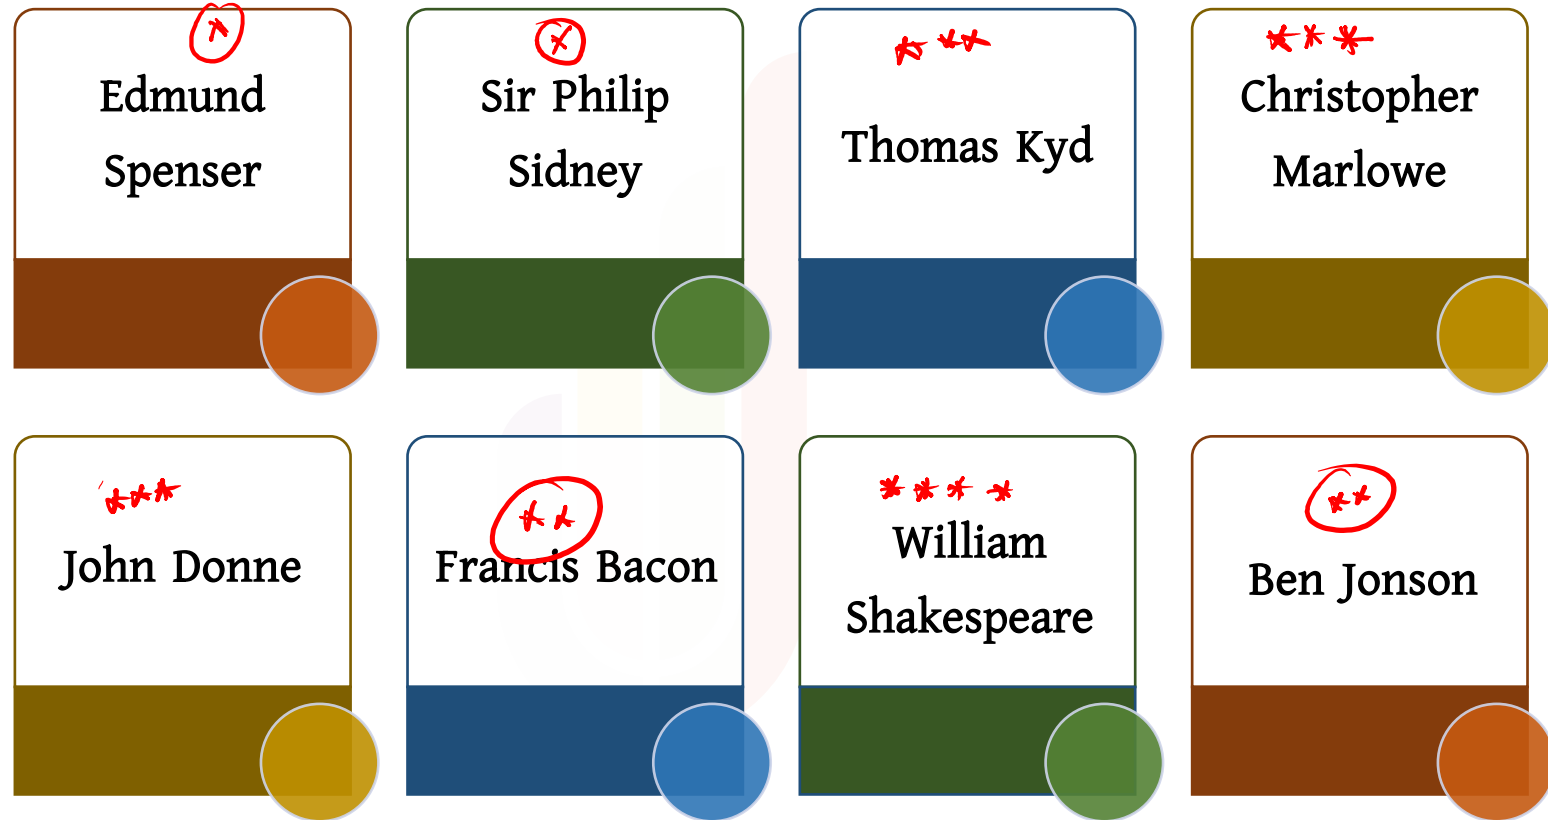 Edmund
Spenser
Sir Philip
Sidney
Thomas Kyd
Christopher
Marlowe
John Donne
Francis Bacon
William
Shakespeare
Ben Jonson